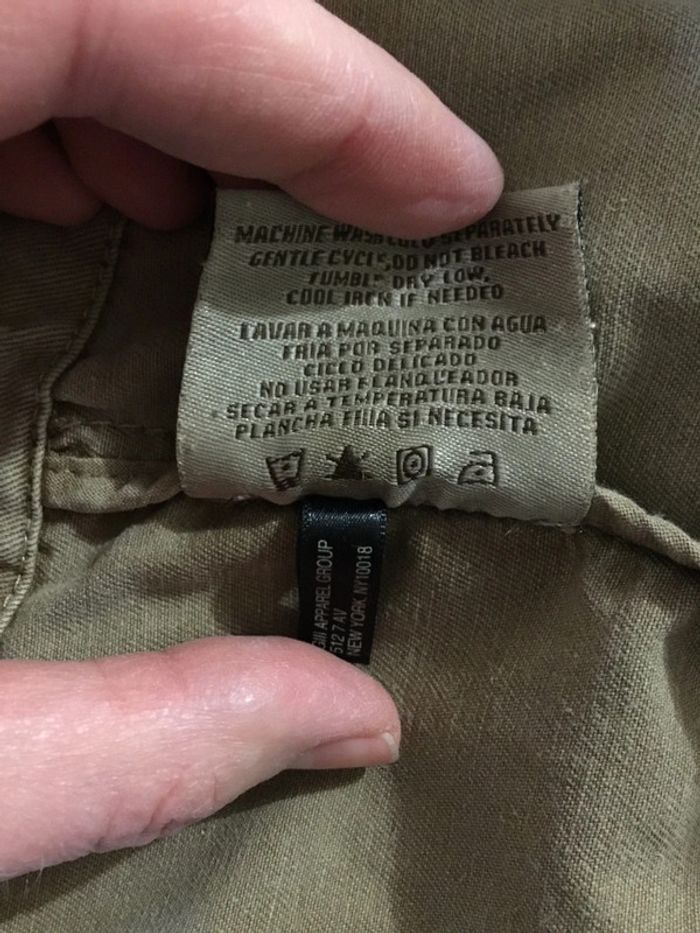 MACHINE WASH COLD SEPARATELY
GENTLE CYCLE, DO NOT BLEACH
TUMBLE DRY LOW,
COOL IRON IF NEEDED
LAVAR A MAQUINA CON AGUA
FRIA POR SEPARADO
CICLO DELICADO
NO USAR BLANQUEADOR
SECAR A TEMPERATURA BAJA
PLANCHA FRIA SI NECESITA
GIII APPAREL GROUP
512 7 AV
NEW YORK NY10018